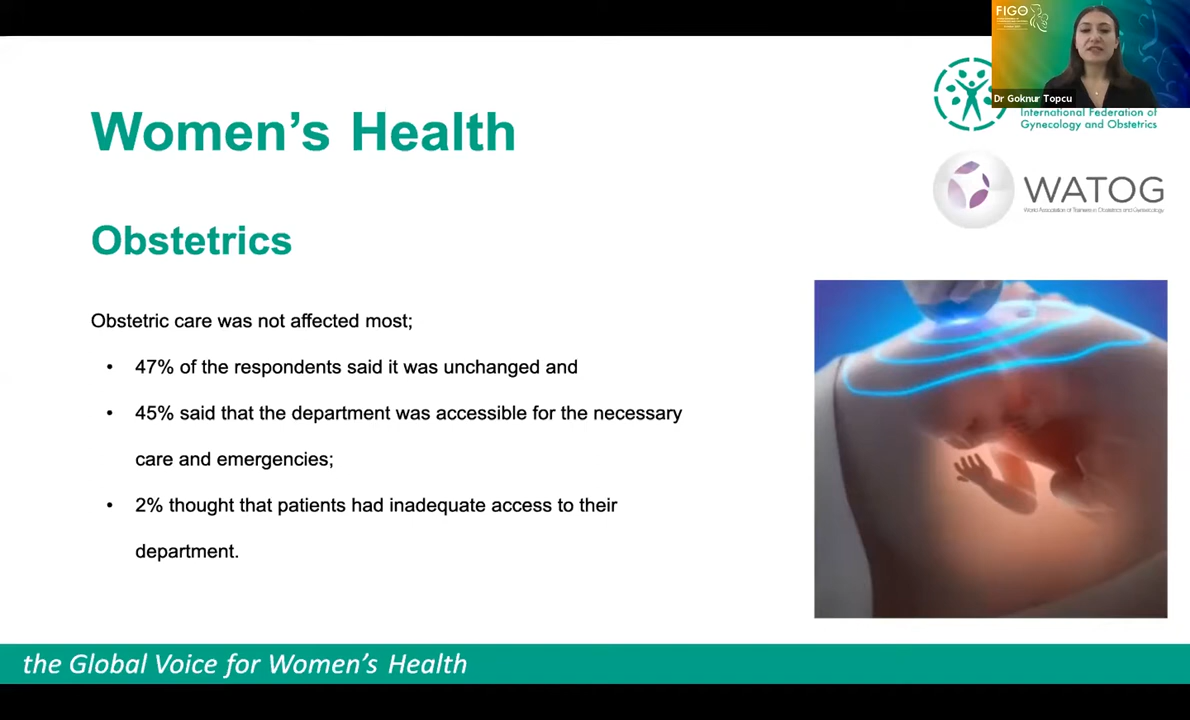 FIGO
Dr Goknur Topcu
International Federation of
Gynecology and Obstetrics
WATOG
World Association of Trainees in Obstetrics and Gynecology
Women's Health
Obstetrics
Obstetric care was not affected most;
• 47% of the respondents said it was unchanged and
• 45% said that the department was accessible for the necessary
care and emergencies;
• 2% thought that patients had inadequate access to their
department.
the Global Voice for Women's Health